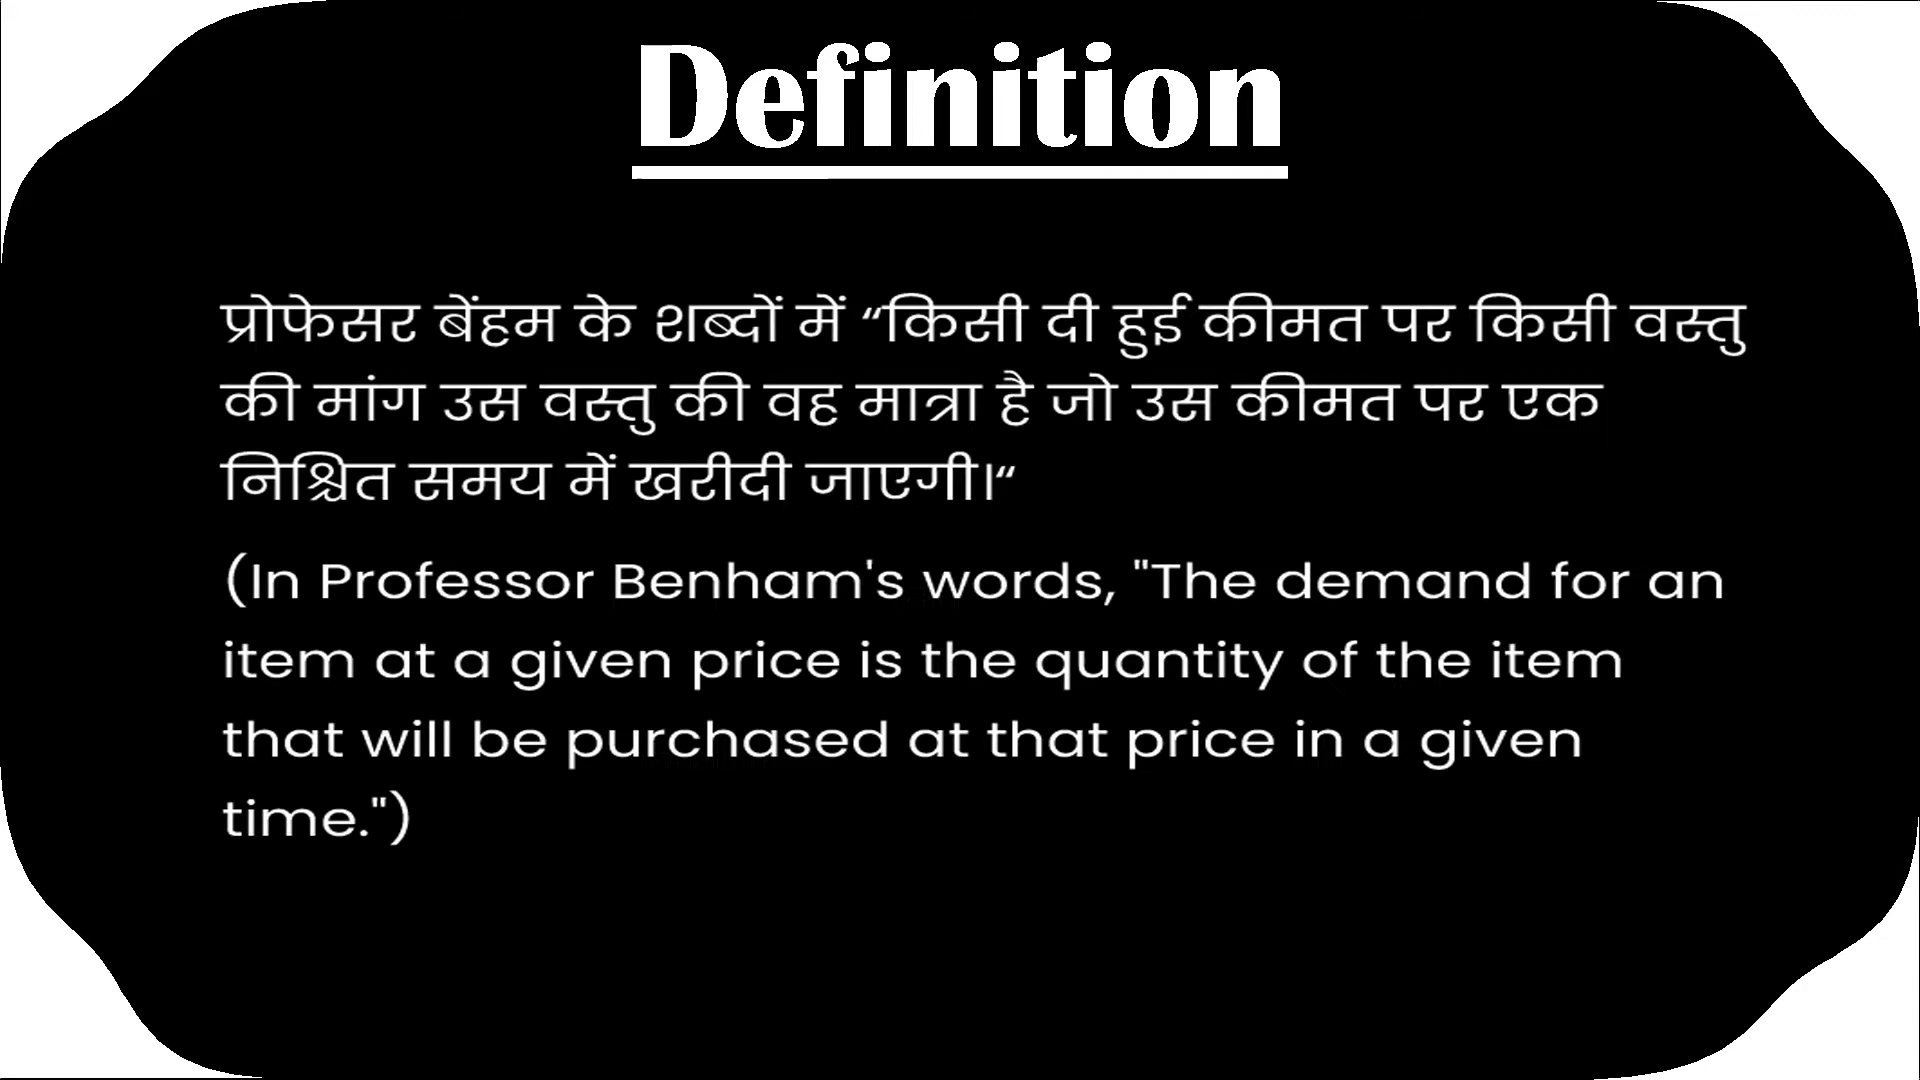 Definition
प्रोफेसर बेंहम के शब्दों में “किसी दी हुई कीमत पर किसी वस्तु
की मांग उस वस्तु की वह मात्रा है जो उस कीमत पर एक
निश्चित समय में खरीदी जाएगी।“
(In Professor Benham's words, "The demand for an
item at a given price is the quantity of the item
that will be purchased at that price in a given
time.")